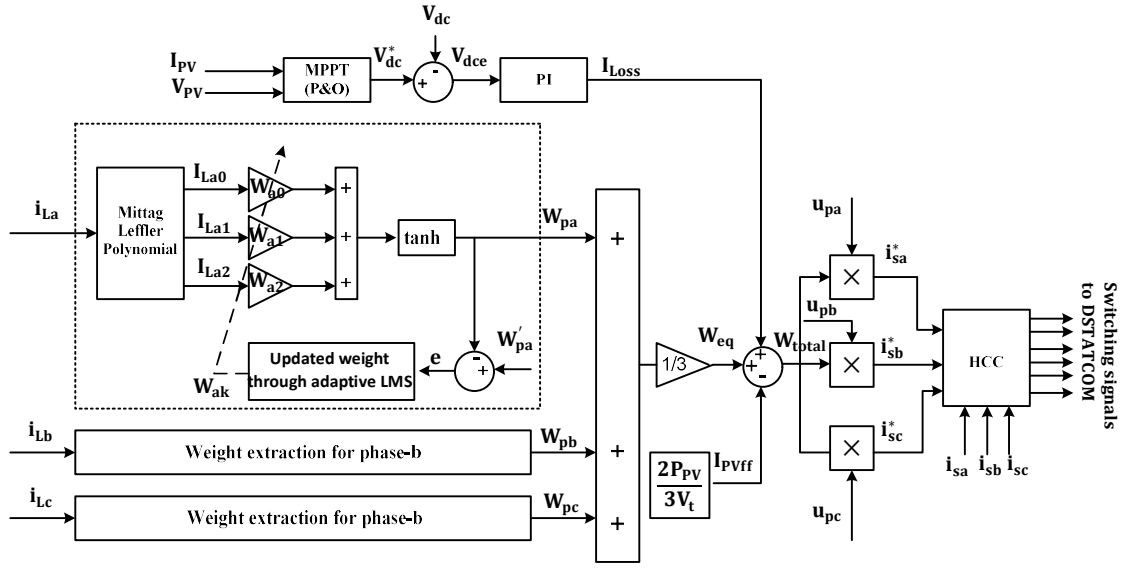 V_dc
I_PV
V_PV
MPPT
(P&O)
V*_dc
-
+
V_dce
PI
I_Loss
i_La
Mittag
Leffler
Polynomial
I_La0
I_La1
I_La2
W_a0
W_a1
W_a2
+
+
+
tanh
W_pa
W'_pa
-
+
e
Updated weight
through adaptive LMS
W_ak
i_Lb
Weight extraction for phase-b
W_pb
i_Lc
Weight extraction for phase-b
W_pc
+
+
+
1/3
W_eq
+
+
-
W_total
2P_PV
3V_t
I_PVff
u_pa
×
i*_sa
u_pb
×
i*_sb
×
i*_sc
u_pc
HCC
i_sa
i_sb
i_sc
Switching signals
to DSTATCOM